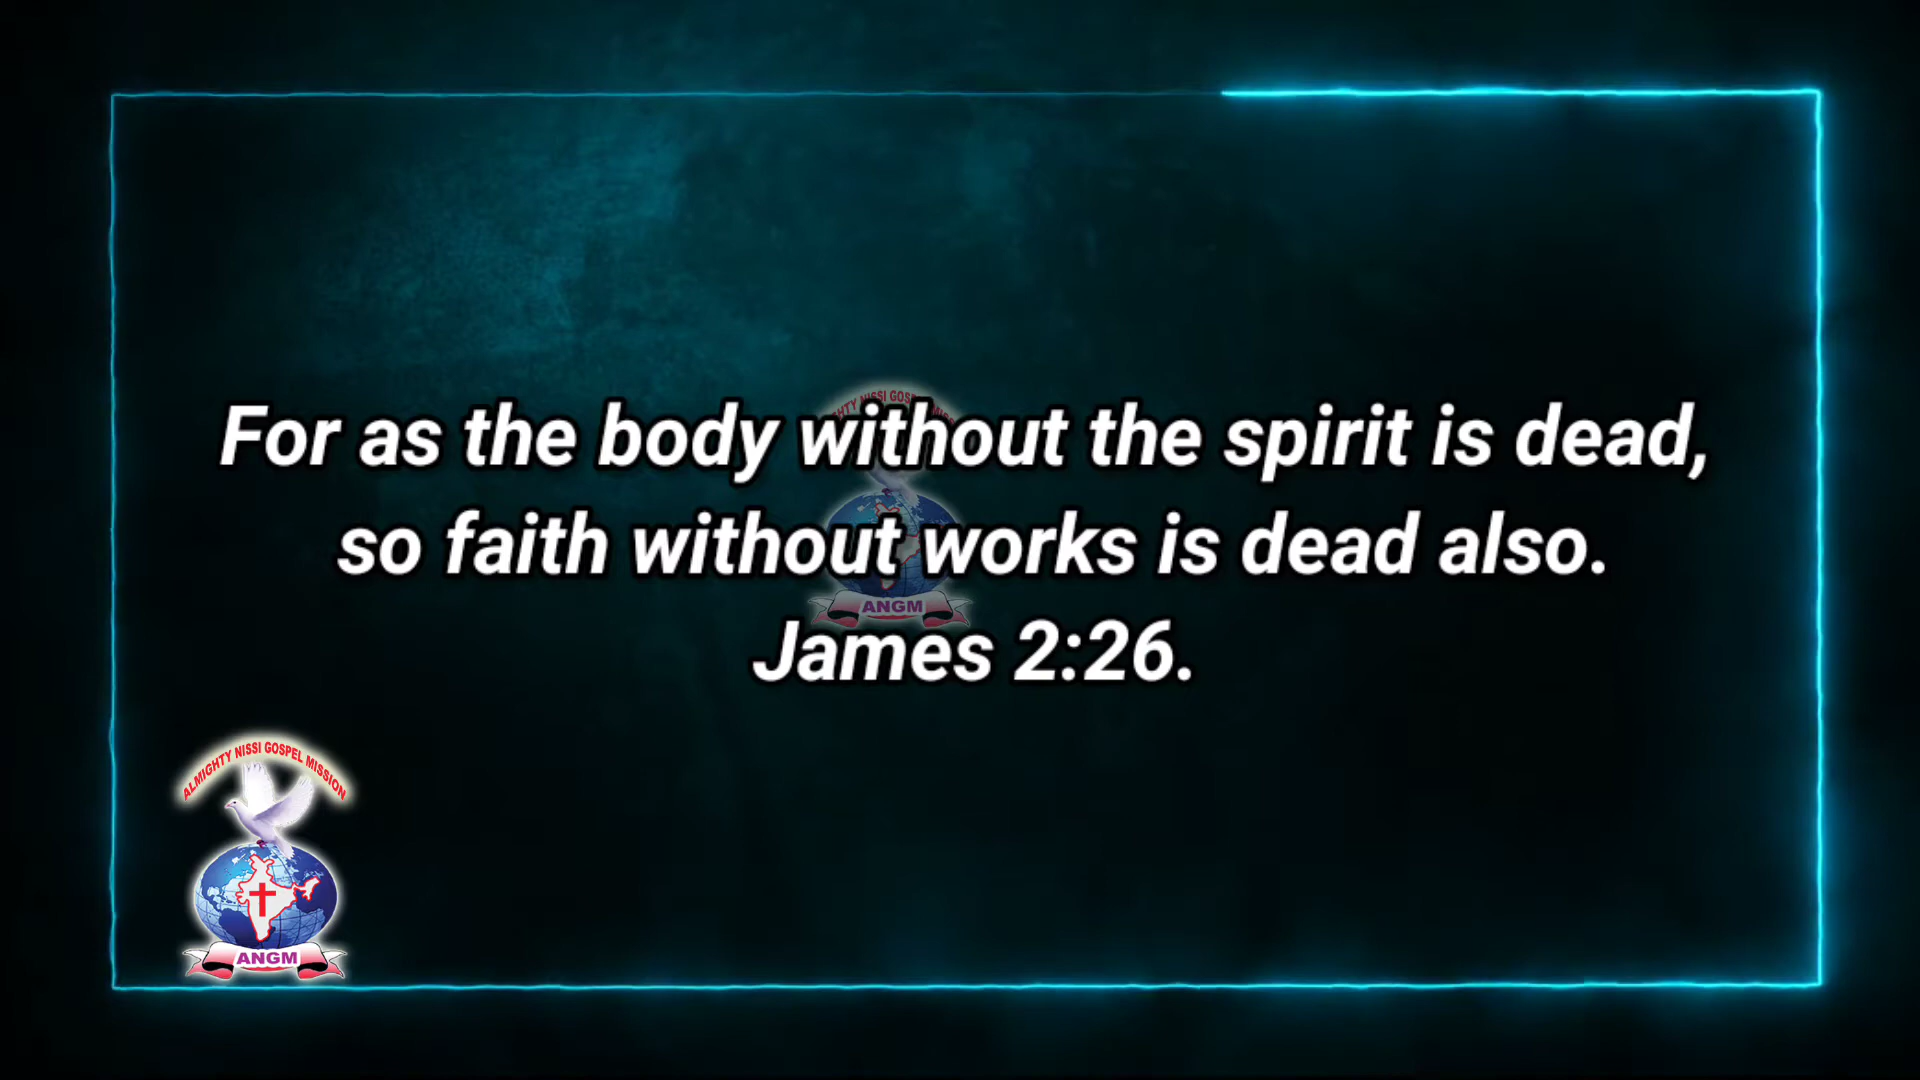 For as the body without the spirit is dead,
so faith without works is dead also.
James 2:26.
ALMIGHTY NISSI GOSPEL MISSION
ANGM
ANGM